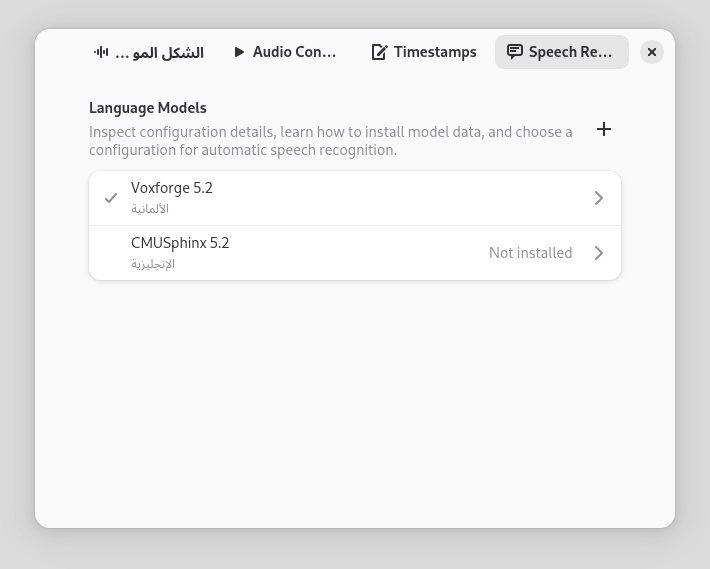 الشكل المو ...
Audio Con...
Timestamps
Speech Re...
Language Models
Inspect configuration details, learn how to install model data, and choose a
configuration for automatic speech recognition.
Voxforge 5.2
الألمانية
CMUSphinx 5.2
الإنجليزية
Not installed